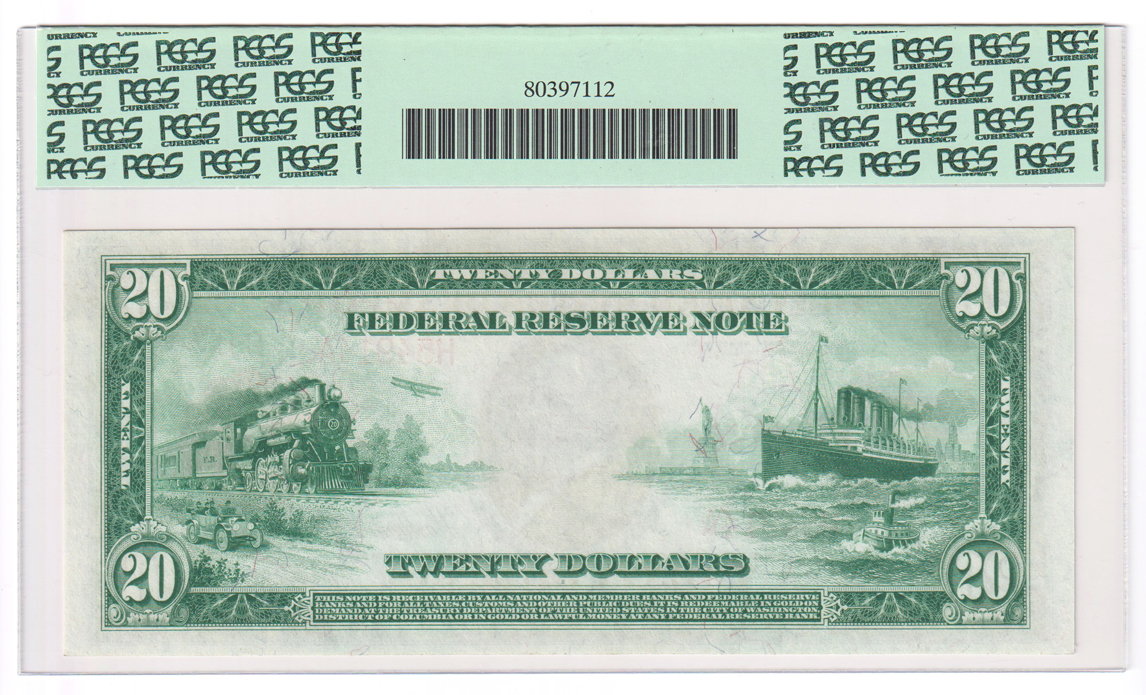 PCGS CURRENCY
80397112
20 TWENTY DOLLARS 20
FEDERAL RESERVE NOTE
TWENTY
TWENTY
20
TWENTY DOLLARS
20 20
THIS NOTE IS RECEIVABLE BY ALL NATIONAL AND MEMBER BANKS AND FEDERAL RESERVE
BANKS AND FOR ALL TAXES, CUSTOMS AND OTHER PUBLIC DUES. IT IS REDEEMABLE IN GOLD ON
DEMAND AT THE TREASURY DEPARTMENT OF THE UNITED STATES IN THE CITY OF WASHINGTON
DISTRICT OF COLUMBIA OR IN GOLD OR LAWFUL MONEY AT ANY FEDERAL RESERVE BANK.